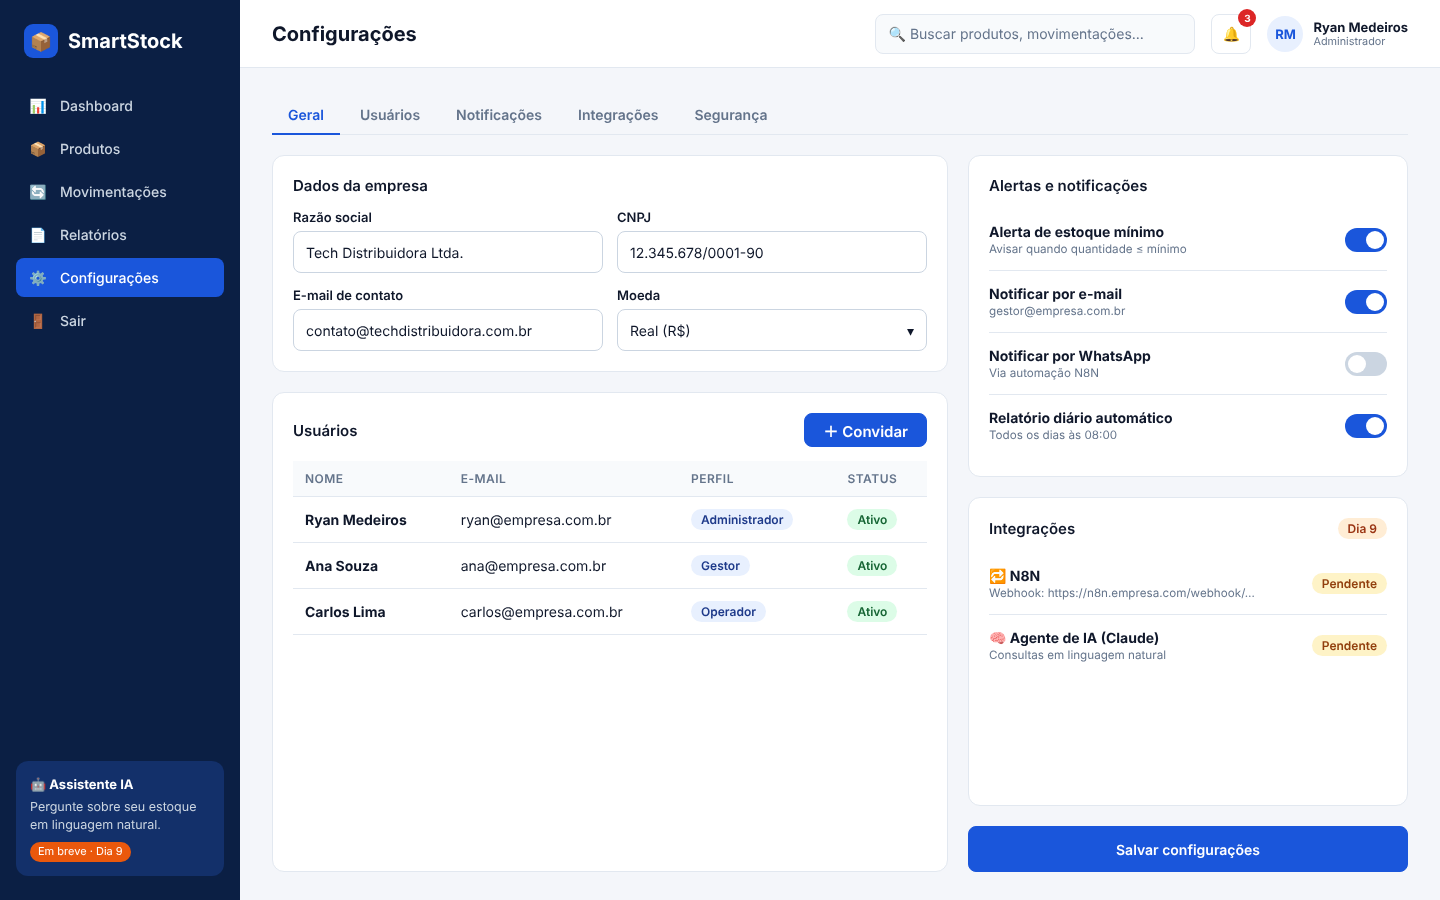 SmartStock
Dashboard
Produtos
Movimentações
Relatórios
Configurações
Sair
Assistente IA
Pergunte sobre seu estoque
em linguagem natural.
Em breve · Dia 9
Configurações
Buscar produtos, movimentações...
3
RM
Ryan Medeiros
Administrador
Geral
Usuários
Notificações
Integrações
Segurança
Dados da empresa
Razão social
CNPJ
Tech Distribuidora Ltda.
12.345.678/0001-90
E-mail de contato
Moeda
contato@techdistribuidora.com.br
Real (R$)
Usuários
+ Convidar
NOME E-MAIL PERFIL STATUS
Ryan Medeiros ryan@empresa.com.br Administrador Ativo
Ana Souza ana@empresa.com.br Gestor Ativo
Carlos Lima carlos@empresa.com.br Operador Ativo
Alertas e notificações
Alerta de estoque mínimo
Avisar quando quantidade ≤ mínimo
Notificar por e-mail
gestor@empresa.com.br
Notificar por WhatsApp
Via automação N8N
Relatório diário automático
Todos os dias às 08:00
Integrações
Dia 9
N8N
Webhook: https://n8n.empresa.com/webhook/...
Pendente
Agente de IA (Claude)
Consultas em linguagem natural
Pendente
Salvar configurações